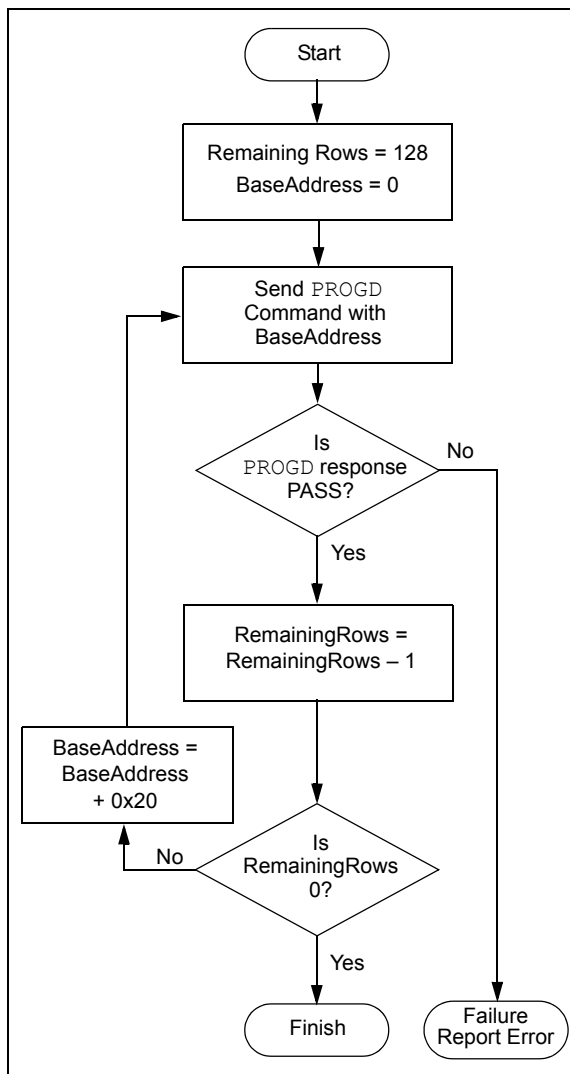 Start
Remaining Rows = 128
BaseAddress = 0
Send PROGD
Command with
BaseAddress
Is
PROGD response
PASS?
No
Yes
RemainingRows =
RemainingRows – 1
BaseAddress =
BaseAddress
+ 0x20
Is
RemainingRows
0?
No
Yes
Finish
Failure
Report Error